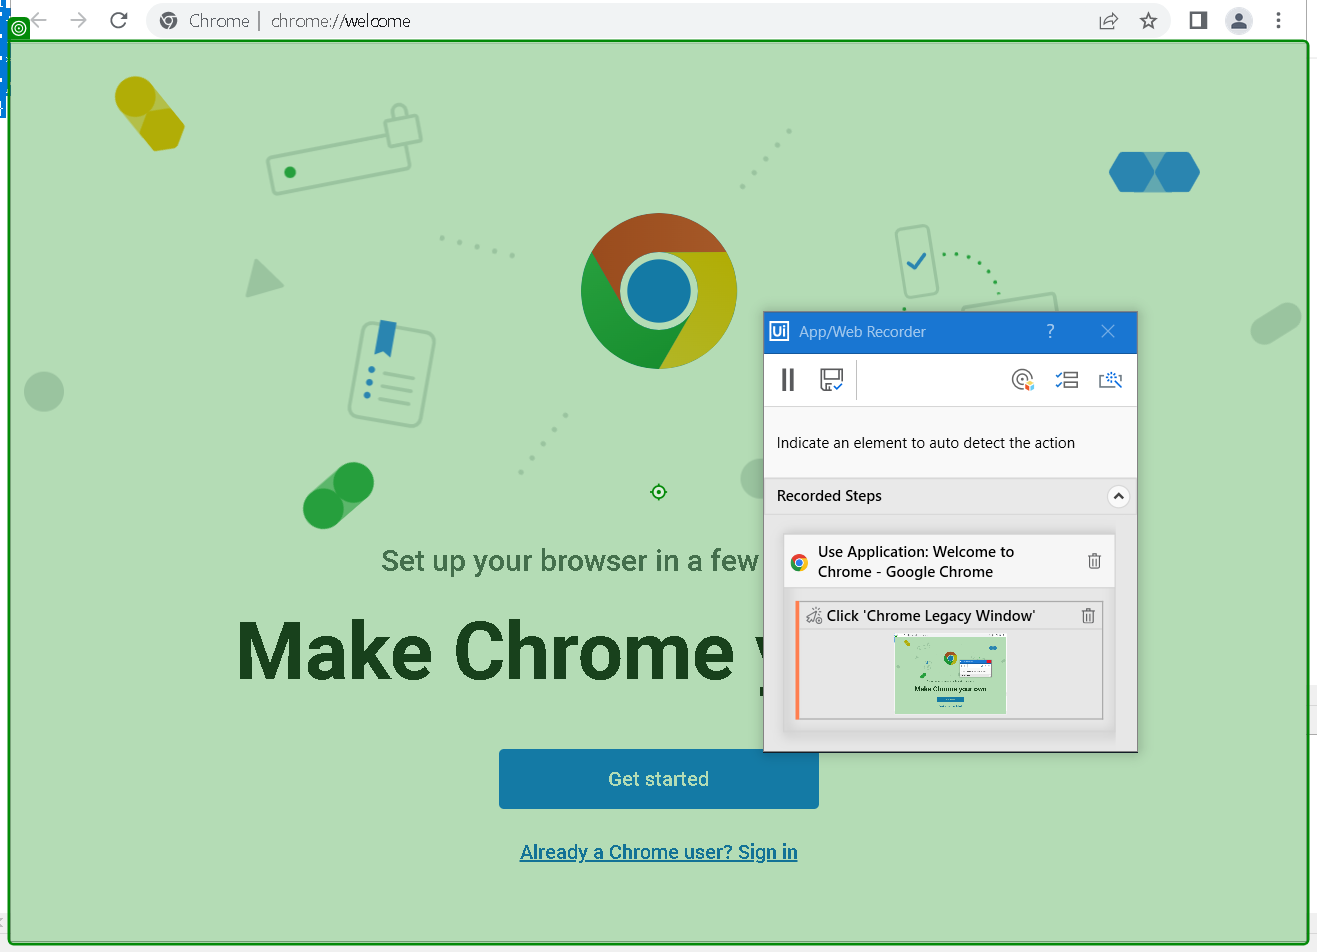 Chrome | chrome://welcome
Ui App/Web Recorder ?
Indicate an element to auto detect the action
Recorded Steps
Use Application: Welcome to
Chrome - Google Chrome
Click 'Chrome Legacy Window'
Make Chrome your own
Set up your browser in a few
Make Chrome
Get started
Already a Chrome user? Sign in